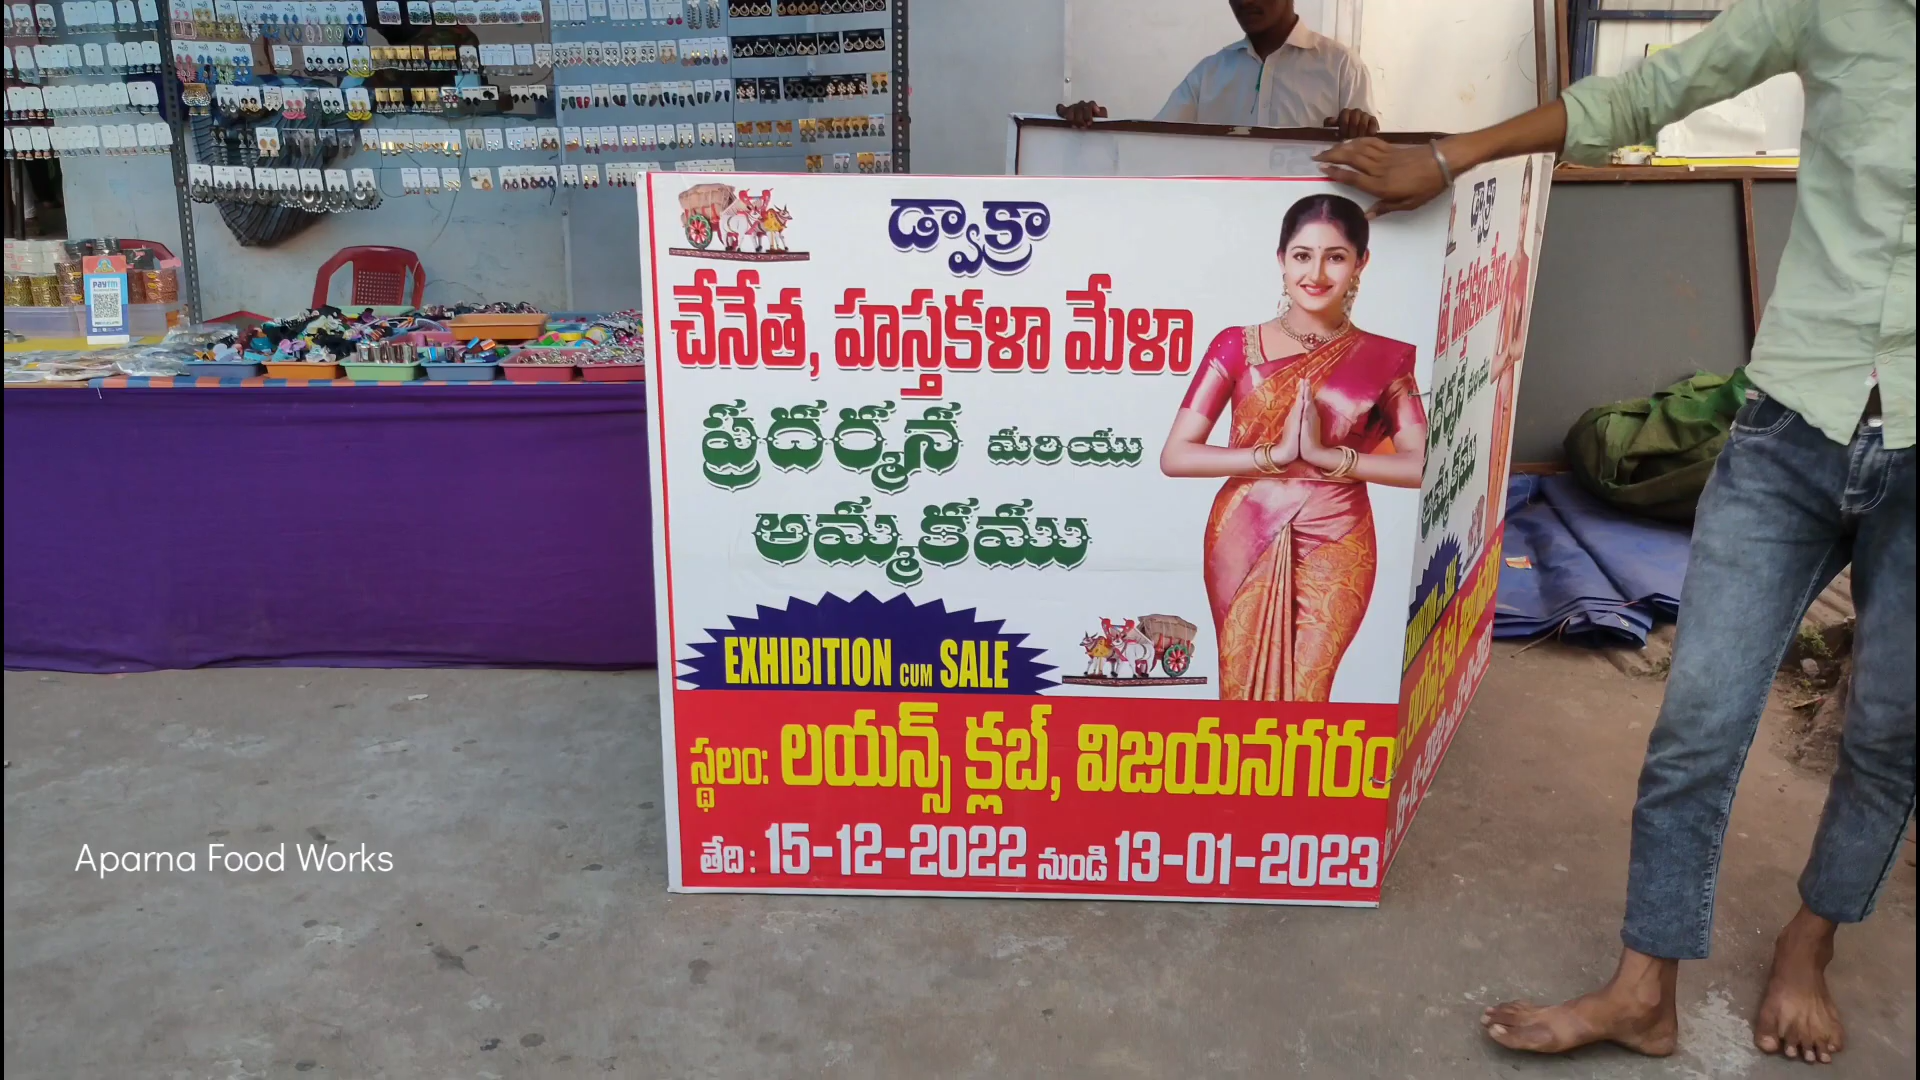 డ్వాక్రా
చేనేత, హస్తకళా మేళా
ప్రదర్శన మరియు
అమ్మకము
EXHIBITION CUM SALE
స్థలం: లయన్స్ క్లబ్, విజయనగరం
తేది: 15-12-2022 నుండి 13-01-2023
Paytm
Aparna Food Works